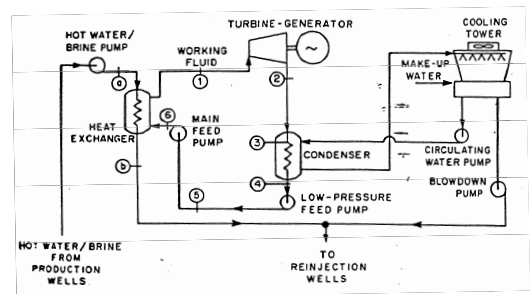 TURBINE-GENERATOR
COOLING
TOWER
HOT WATER/
BRINE PUMP
WORKING
FLUID
MAKE-UP
WATER
a
1
2
6
MAIN
FEED
PUMP
HEAT
EXCHANGER
3
CONDENSER
CIRCULATING
WATER PUMP
b
4
BLOWDOWN
PUMP
5
LOW-PRESSURE
FEED PUMP
HOT WATER/BRINE
FROM
PRODUCTION
WELLS
TO
REINJECTION
WELLS